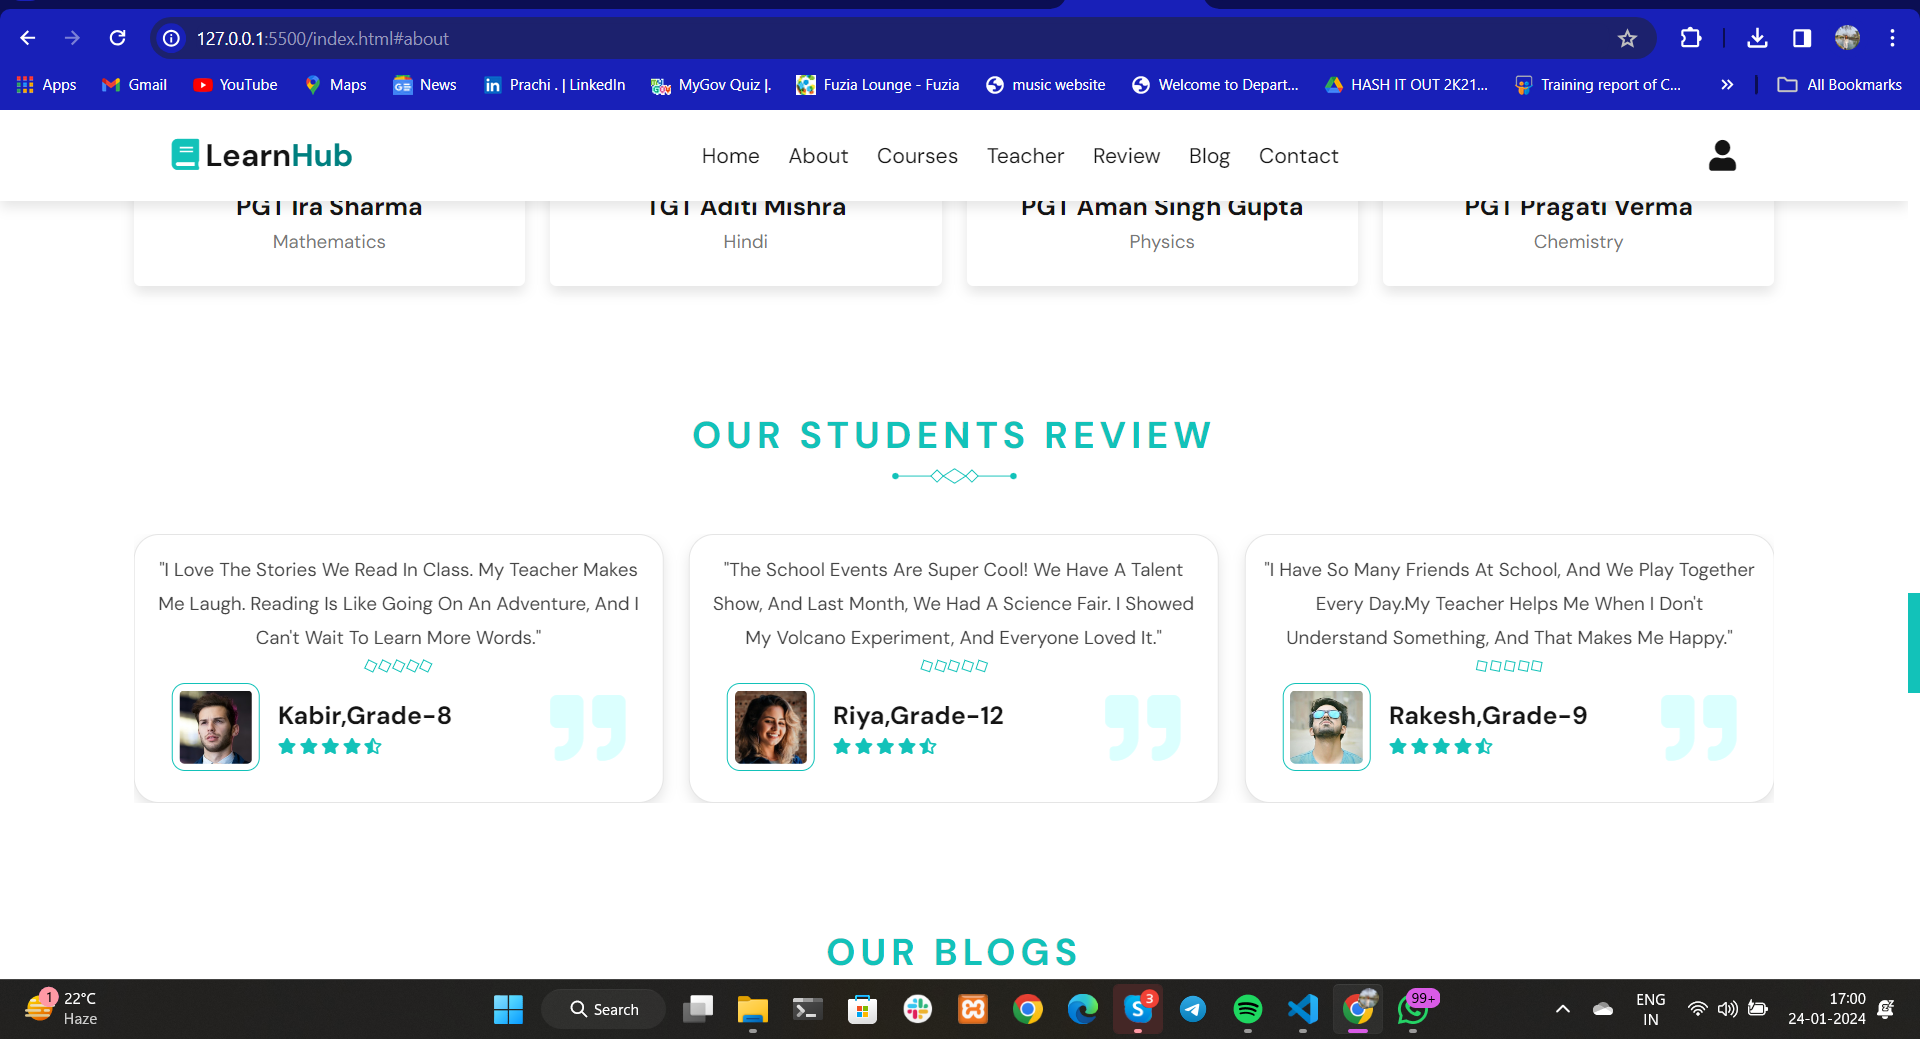 127.0.0.1:5500/index.html#about
Apps
Gmail
YouTube
Maps
News
Prachi . | LinkedIn
MyGov Quiz |.
Fuzia Lounge - Fuzia
music website
Welcome to Depart...
HASH IT OUT 2K21...
Training report of C...
All Bookmarks
LearnHub
Home
About
Courses
Teacher
Review
Blog
Contact
PGT Ira Sharma
TGT Aditi Mishra
PGT Aman Singh Gupta
PGT Pragati Verma
Mathematics
Hindi
Physics
Chemistry
OUR STUDENTS REVIEW
"I Love The Stories We Read In Class. My Teacher Makes
Me Laugh. Reading Is Like Going On An Adventure, And I
Can't Wait To Learn More Words."
Kabir,Grade-8
"The School Events Are Super Cool! We Have A Talent
Show, And Last Month, We Had A Science Fair. I Showed
My Volcano Experiment, And Everyone Loved It."
Riya,Grade-12
"I Have So Many Friends At School, And We Play Together
Every Day.My Teacher Helps Me When I Don't
Understand Something, And That Makes Me Happy."
Rakesh,Grade-9
OUR BLOGS
1
22°C
Haze
Search
3
99+
ENG
IN
17:00
24-01-2024